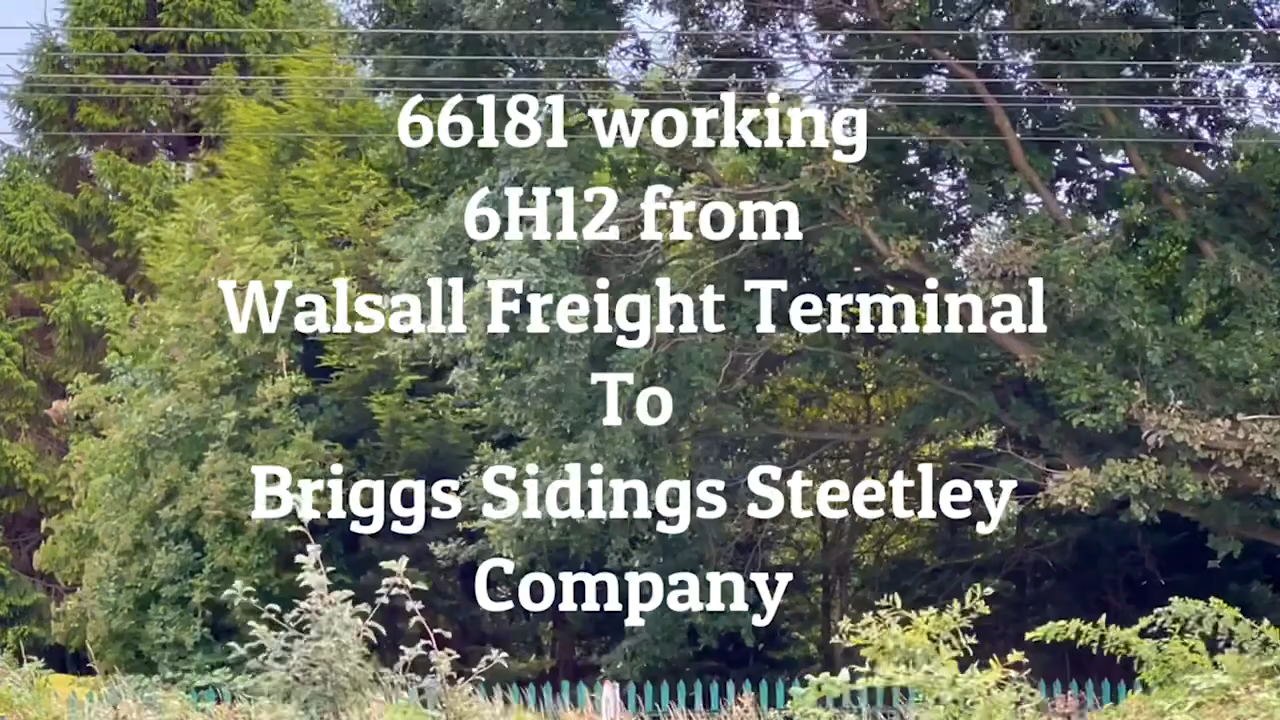 66181 working
6H12 from
Walsall Freight Terminal
To
Briggs Sidings Steetley
Company